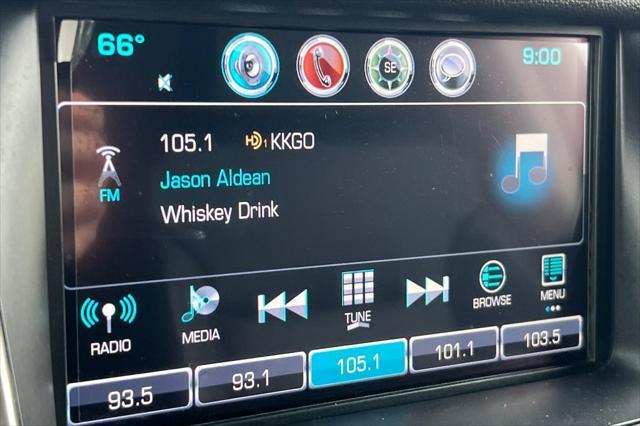 66°
SE
9:00
105.1 HD1 KKGO
FM
Jason Aldean
Whiskey Drink
RADIO
MEDIA
TUNE
BROWSE
MENU
93.5
93.1
105.1
101.1
103.5